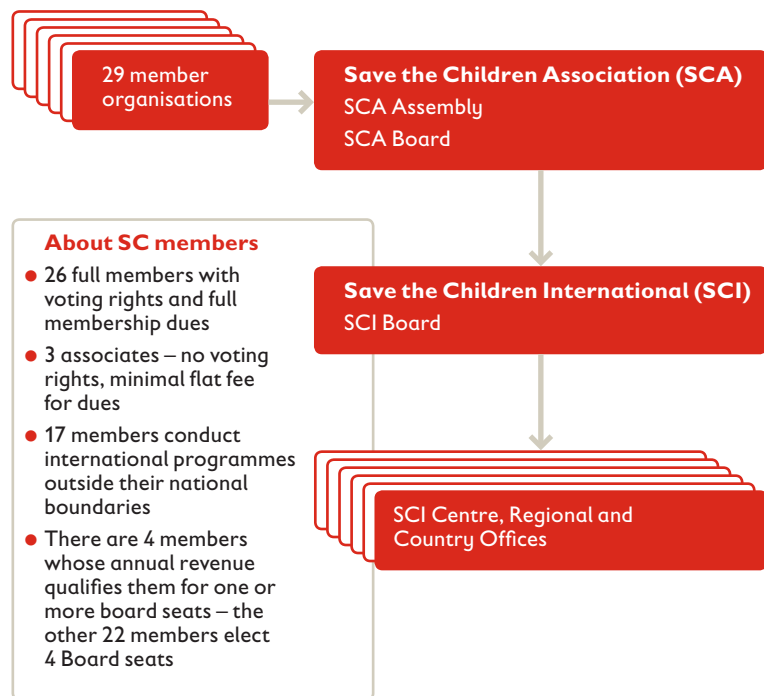 29 member
organisations
Save the Children Association (SCA)
SCA Assembly
SCA Board
About SC members
26 full members with
voting rights and full
membership dues
3 associates – no voting
rights, minimal flat fee
for dues
17 members conduct
international programmes
outside their national
boundaries
There are 4 members
whose annual revenue
qualifies them for one or
more board seats – the
other 22 members elect
4 Board seats
Save the Children International (SCI)
SCI Board
SCI Centre, Regional and
Country Offices